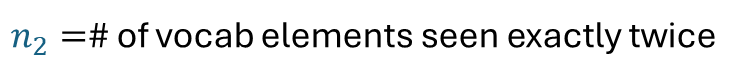 n₂ =# of vocab elements seen exactly twice